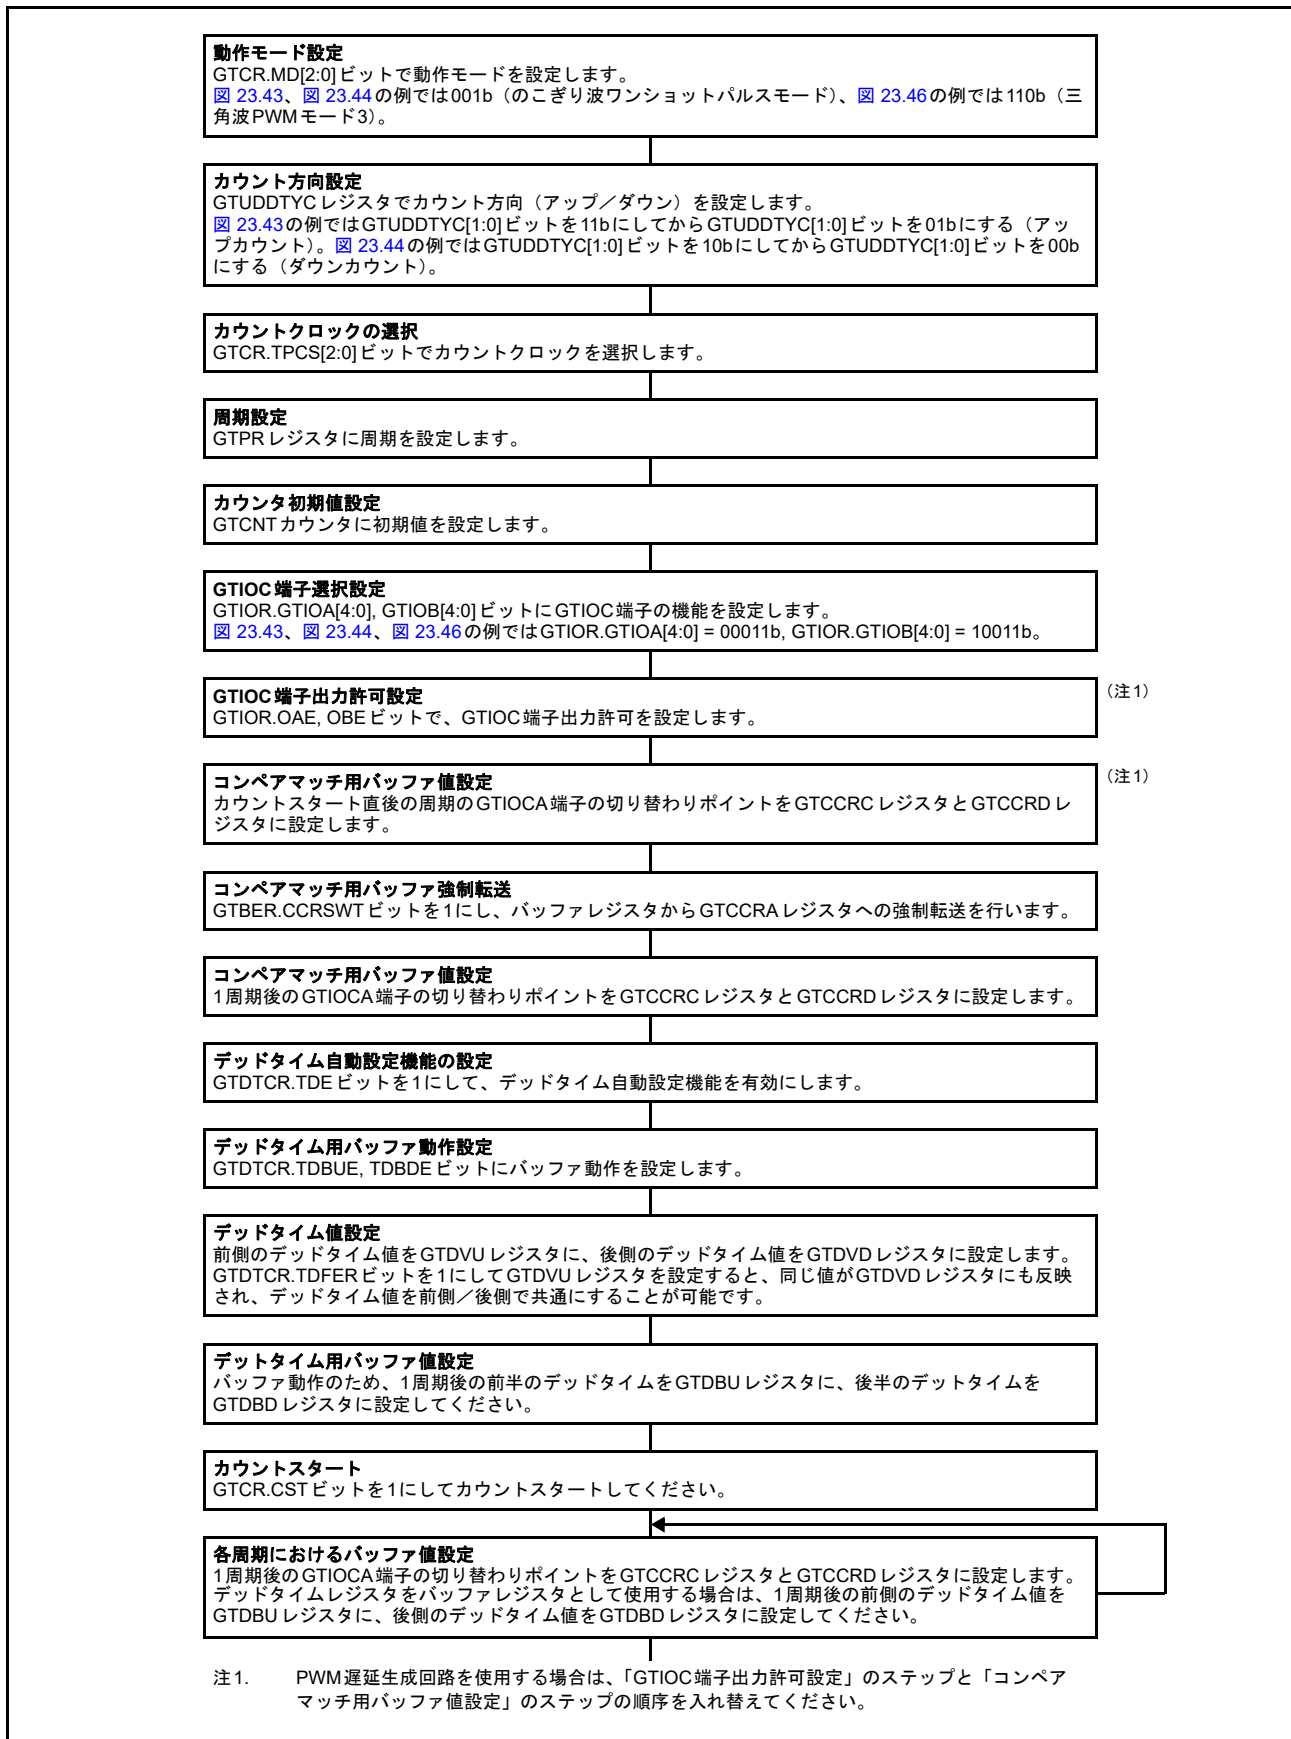 動作モード設定
GTCR.MD[2:0]ビットで動作モードを設定します。
図 23.43、図 23.44の例では001b（のこぎり波ワンショットパルスモード）、図 23.46の例では110b（三
角波PWMモード3）。
カウント方向設定
GTUDDTYCレジスタでカウント方向（アップ／ダウン）を設定します。
図 23.43の例ではGTUDDTYC[1:0]ビットを11bにしてからGTUDDTYC[1:0]ビットを01bにする（アッ
プカウント）。図 23.44の例ではGTUDDTYC[1:0]ビットを10bにしてからGTUDDTYC[1:0]ビットを00b
にする（ダウンカウント）。
カウントクロックの選択
GTCR.TPCS[2:0]ビットでカウントクロックを選択します。
周期設定
GTPRレジスタに周期を設定します。
カウンタ初期値設定
GTCNTカウンタに初期値を設定します。
GTIOC端子選択設定
GTIOR.GTIOA[4:0], GTIOB[4:0]ビットにGTIOC端子の機能を設定します。
図 23.43、図 23.44、図 23.46の例ではGTIOR.GTIOA[4:0] = 00011b, GTIOR.GTIOB[4:0] = 10011b。
GTIOC端子出力許可設定 （注1）
GTIOR.OAE, OBEビットで、GTIOC端子出力許可を設定します。
コンペアマッチ用バッファ値設定 （注1）
カウントスタート直後の周期のGTIOCA端子の切り替わりポイントをGTCCRCレジスタとGTCCRDレ
ジスタに設定します。
コンペアマッチ用バッファ強制転送
GTBER.CCRSWTビットを1にし、バッファレジスタからGTCCRAレジスタへの強制転送を行います。
コンペアマッチ用バッファ値設定
1周期後のGTIOCA端子の切り替わりポイントをGTCCRCレジスタとGTCCRDレジスタに設定します。
デッドタイム自動設定機能の設定
GTDTCR.TDEビットを1にして、デッドタイム自動設定機能を有効にします。
デッドタイム用バッファ動作設定
GTDTCR.TDBUE, TDBDEビットにバッファ動作を設定します。
デッドタイム値設定
前側のデッドタイム値をGTDVUレジスタに、後側のデッドタイム値をGTDVDレジスタに設定します。
GTDTCR.TDFERビットを1にしてGTDVUレジスタを設定すると、同じ値がGTDVDレジスタにも反映
され、デッドタイム値を前側／後側で共通にすることが可能です。
デットタイム用バッファ値設定
バッファ動作のため、1周期後の前半のデッドタイムをGTDBUレジスタに、後半のデットタイムを
GTDBDレジスタに設定してください。
カウントスタート
GTCR.CSTビットを1にしてカウントスタートしてください。
各周期におけるバッファ値設定
1周期後のGTIOCA端子の切り替わりポイントをGTCCRCレジスタとGTCCRDレジスタに設定します。
デッドタイムレジスタをバッファレジスタとして使用する場合は、1周期後の前側のデッドタイム値を
GTDBUレジスタに、後側のデッドタイム値をGTDBDレジスタに設定してください。
注1. PWM遅延生成回路を使用する場合は、「GTIOC端子出力許可設定」のステップと「コンペア
マッチ用バッファ値設定」のステップの順序を入れ替えてください。